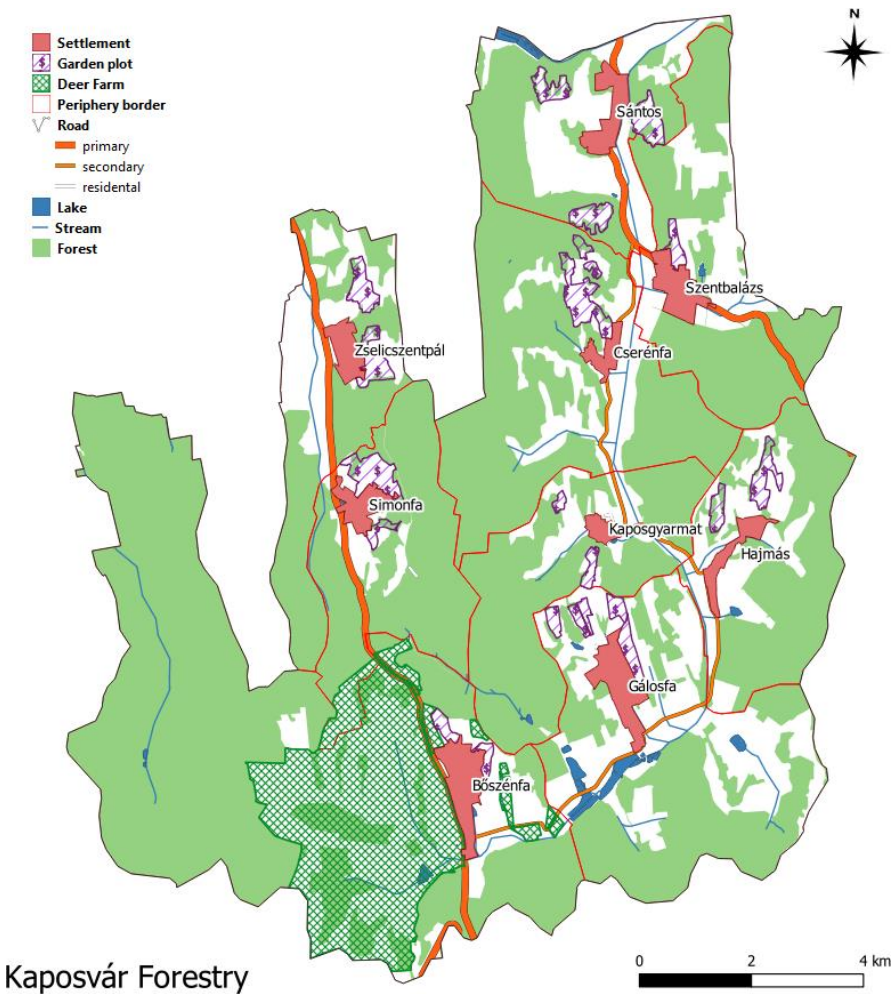 N
Settlement
Garden plot
Deer Farm
Periphery border
Road
primary
secondary
residental
Lake
Stream
Forest
Sántos
Szentbalázs
Zselicszentpál
Cserénfa
Simonfa
Kaposgyarmat
Hajmás
Gálosfa
Bőszénfa
Kaposvár Forestry
0 2 4 km